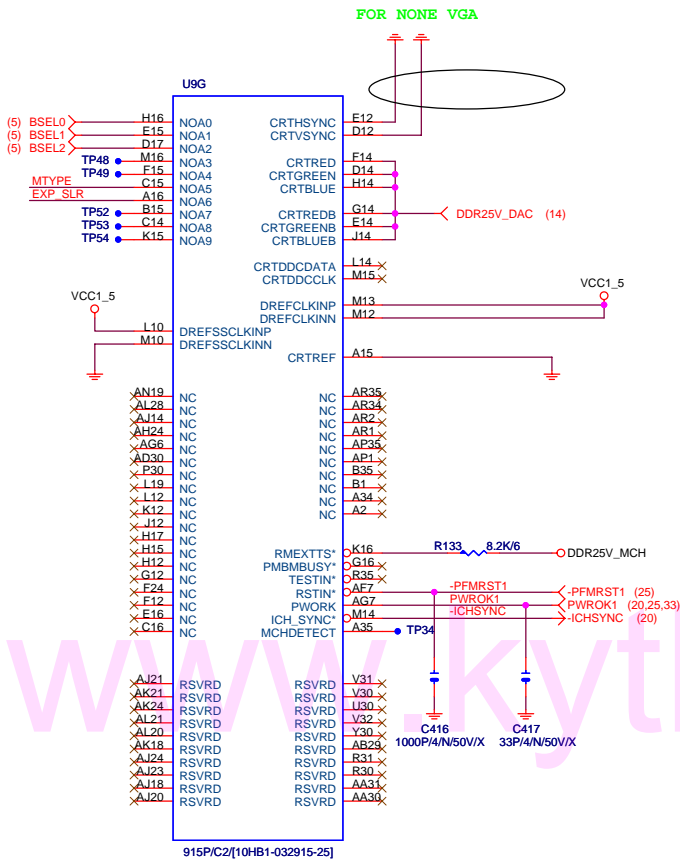 FOR NONE VGA
U9G
(5) BSEL0 H16 NOA0 CRTHSYNC E12
(5) BSEL1 E15 NOA1 CRTVSYNC D12
(5) BSEL2 D17 NOA2
TP48 M16 NOA3 CRTRED F14
TP49 F15 NOA4 CRTGREEN D14
MTYPE C15 NOA5 CRTBLUE H14
EXP_SLR A16 NOA6
TP52 B15 NOA7 CRTREDB G14 DDR25V_DAC (14)
TP53 C14 NOA8 CRTGREENB E14
TP54 K15 NOA9 CRTBLUEB J14
CRTDDCDATA L14
CRTDDCCLK M15
VCC1_5 VCC1_5
DREFCLKINP M13
DREFCLKINN M12
L10 DREFSSCLKINP
M10 DREFSSCLKINN
CRTREF A15
AN19 NC NC AR35
AL28 NC NC AR34
AJ14 NC NC AR2
AH24 NC NC AR1
AG6 NC NC AP35
AD30 NC NC AP1
P30 NC NC B35
L19 NC NC B1
L12 NC NC A34
K12 NC NC A2
J12 NC
H17 NC
H15 NC RMEXTTS* K16 R133 8.2K/6 DDR25V_MCH
H12 NC PMBMBUSY* G16
G12 NC TESTIN* R35
F24 NC RSTIN* AF7 -PFMRST1 -PFMRST1 (25)
F12 NC PWORK AG7 PWROK1 PWROK1 (20,25,33)
E16 NC ICH_SYNC* M14 -ICHSYNC -ICHSYNC (20)
C16 NC MCHDETECT A35 TP34
AJ21 RSVRD RSVRD V31
AK21 RSVRD RSVRD V30
AK24 RSVRD RSVRD U30
AL21 RSVRD RSVRD V32
AL20 RSVRD RSVRD Y30
AK18 RSVRD RSVRD AB29
AJ24 RSVRD RSVRD R31
AJ23 RSVRD RSVRD R30
AJ18 RSVRD RSVRD AA31
AJ20 RSVRD RSVRD AA30
C416 C417
1000P/4/N/50V/X 33P/4/N/50V/X
915P/C2/[10HB1-032915-25]